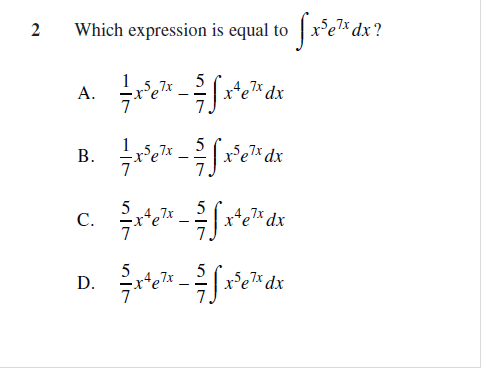 2 Which expression is equal to ∫x⁵e⁷ˣ dx?
A. 1/7 x⁵e⁷ˣ – 5/7 ∫x⁴e⁷ˣ dx
B. 1/7 x⁵e⁷ˣ – 5/7 ∫x⁵e⁷ˣ dx
C. 5/7 x⁴e⁷ˣ – 5/7 ∫x⁴e⁷ˣ dx
D. 5/7 x⁴e⁷ˣ – 5/7 ∫x⁵e⁷ˣ dx